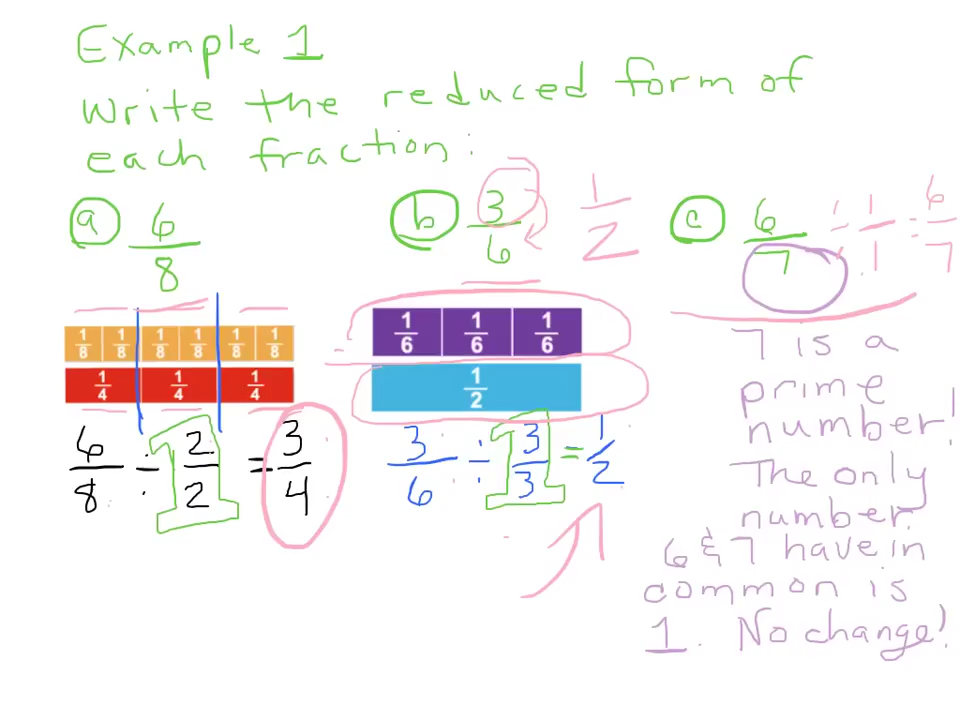 Example 1
Write the reduced form of
each fraction:
a 6/8
b 3/6 1/2
c 6/7 ÷ 1/1 = 6/7
1/8 1/8 1/8 1/8 1/8 1/8
1/4 1/4 1/4
6/8 ÷ 2/2 = 3/4
1/6 1/6 1/6
1/2
3/6 ÷ 3/3 = 1/2
7 is a
prime
number!
The only
number
6 & 7 have in
common is
1. No change!